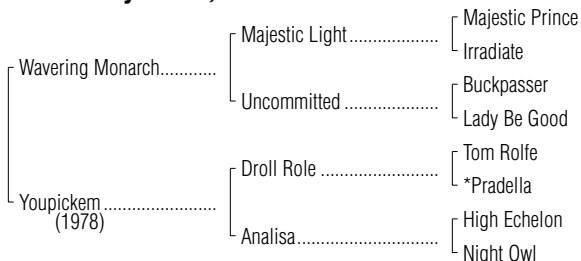 Majestic Prince
Majestic Light....................
Irradiate
Wavering Monarch............
Buckpasser
Uncommitted .....................
Lady Be Good
Tom Rolfe
Droll Role ..........................
*Pradella
Youpickem ........................
(1978)
High Echelon
Analisa................................
Night Owl